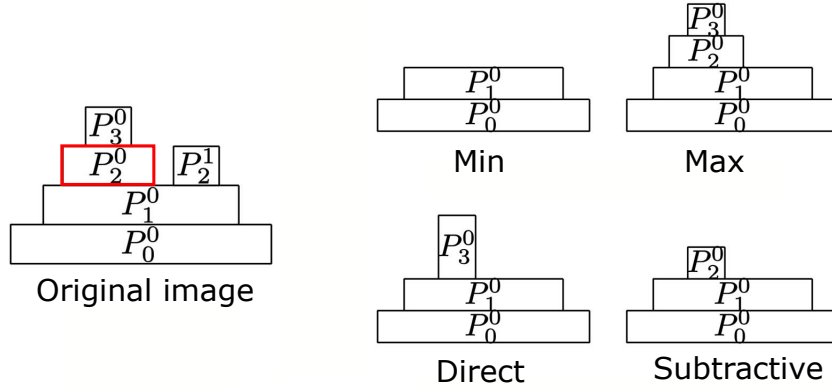 P_3^0
P_2^0 P_2^1
P_1^0
P_0^0
Original image
P_1^0
P_0^0
Min
P_3^0
P_2^0
P_1^0
P_0^0
Max
P_3^0
P_1^0
P_0^0
Direct
P_2^0
P_1^0
P_0^0
Subtractive